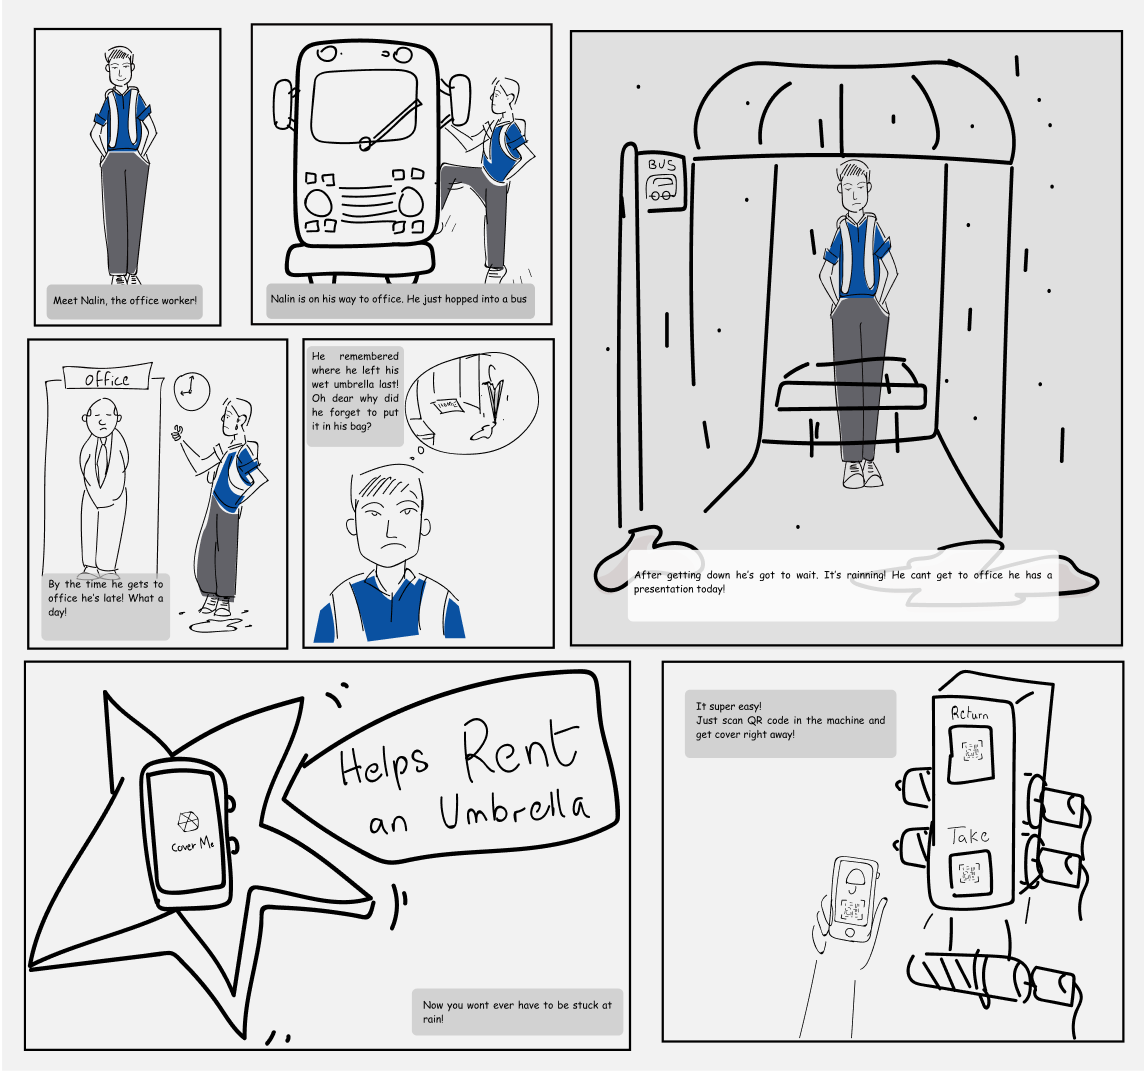 Meet Nalin, the office worker!
Nalin is on his way to office. He just hopped into a bus
BUS
After getting down he's got to wait. It's rainning! He cant get to office he has a
presentation today!
office
By the time he gets to
office he's late! What a
day!
He remembered
where he left his
wet umbrella last!
Oh dear why did
he forget to put
it in his bag?
HOME
Helps Rent
an Umbrella
Cover Me
Now you wont ever have to be stuck at
rain!
It super easy!
Just scan QR code in the machine and
get cover right away!
Return
Take